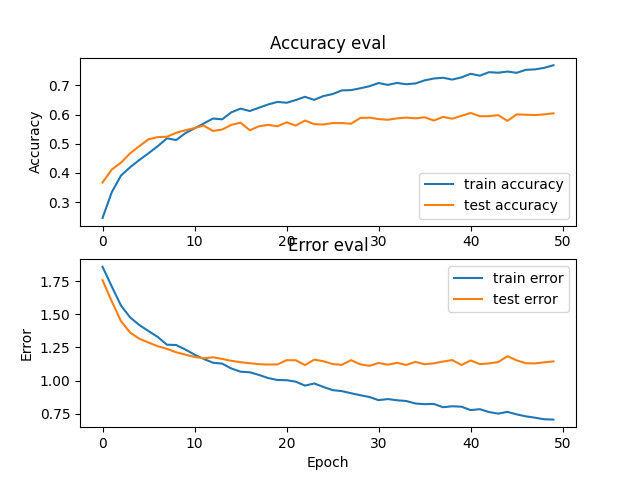 Accuracy eval
Accuracy
0.7
0.6
0.5
0.4
0.3
train accuracy
test accuracy
0 10 20 30 40 50
Error eval
Error
1.75
1.50
1.25
1.00
0.75
train error
test error
0 10 20 30 40 50
Epoch